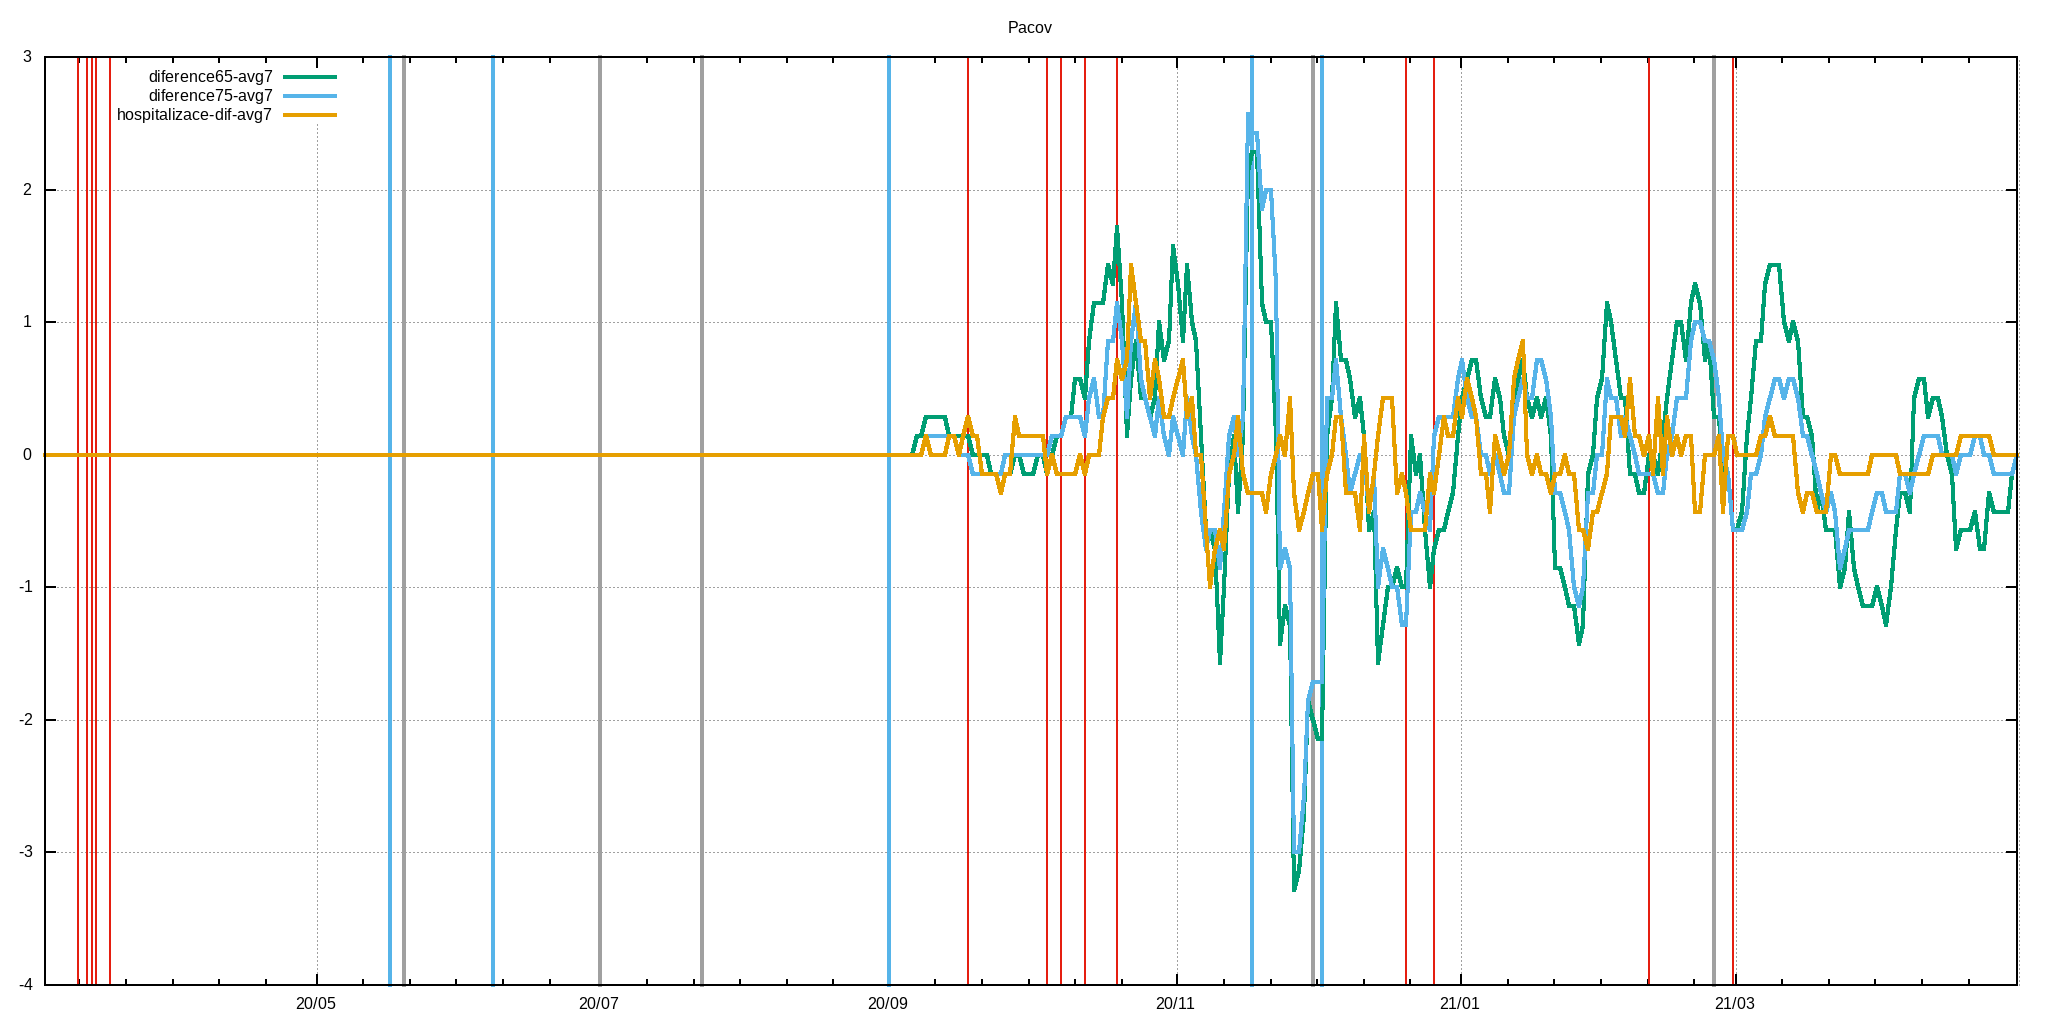 Pacov
3
diference65-avg7
diference75-avg7
hospitalizace-dif-avg7
2
1
0
-1
-2
-3
-4
20/05 20/07 20/09 20/11 21/01 21/03